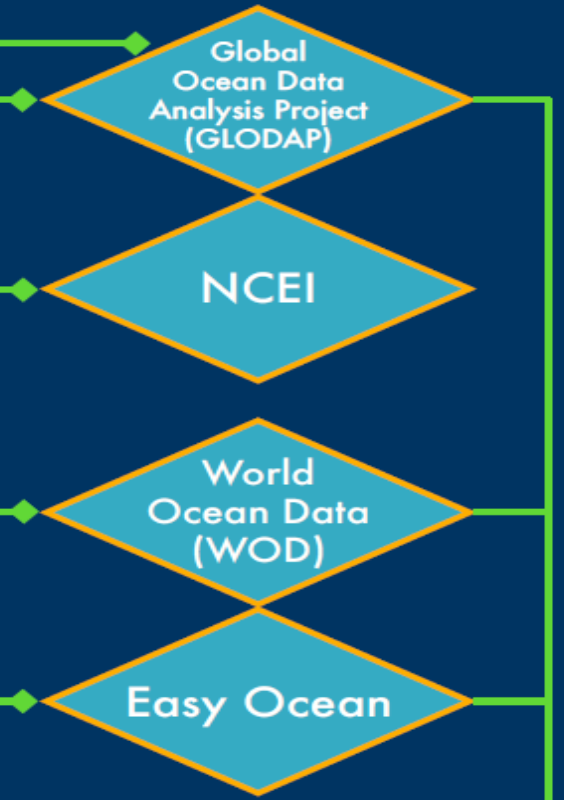 Global
Ocean Data
Analysis Project
(GLODAP)
NCEI
World
Ocean Data
(WOD)
Easy Ocean